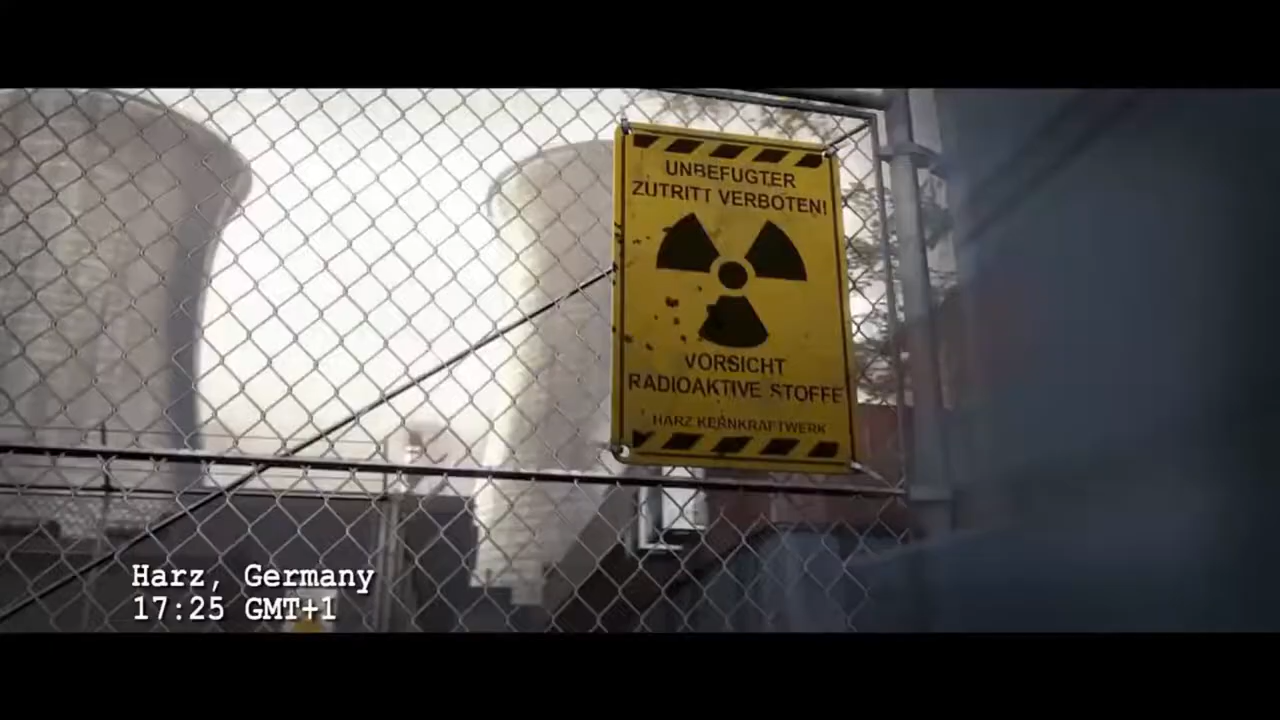 UNBEFUGTER
ZUTRITT VERBOTEN!
VORSICHT
RADIOAKTIVE STOFFE
HARZ KERNKRAFTWERK
Harz, Germany
17:25 GMT+1